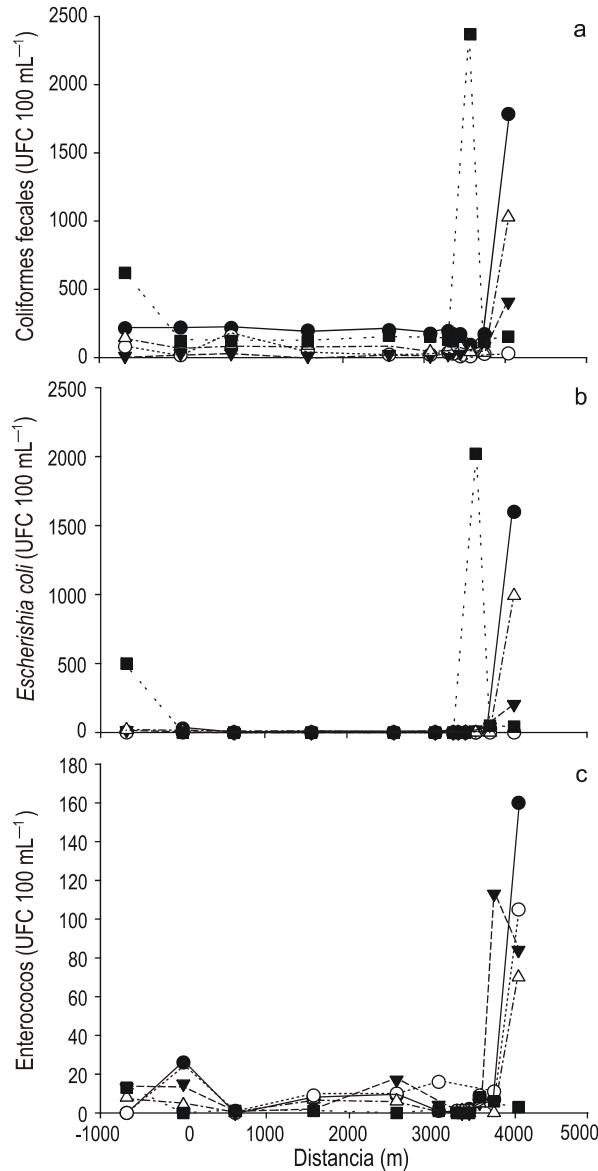 a
2500
2000
1500
1000
500
0
Coliformes fecales (UFC 100 mL—1)
b
2500
2000
1500
1000
500
0
Escherishia coli (UFC 100 mL—1)
c
180
160
140
120
100
80
60
40
20
0
Enterococos (UFC 100 mL—1)
-1000 0 1000 2000 3000 4000 5000
Distancia (m)